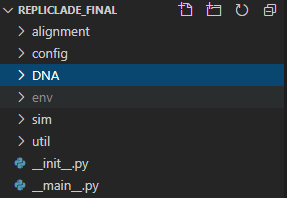 REPLICLADE_FINAL
alignment
config
DNA
env
sim
util
__init__.py
__main__.py